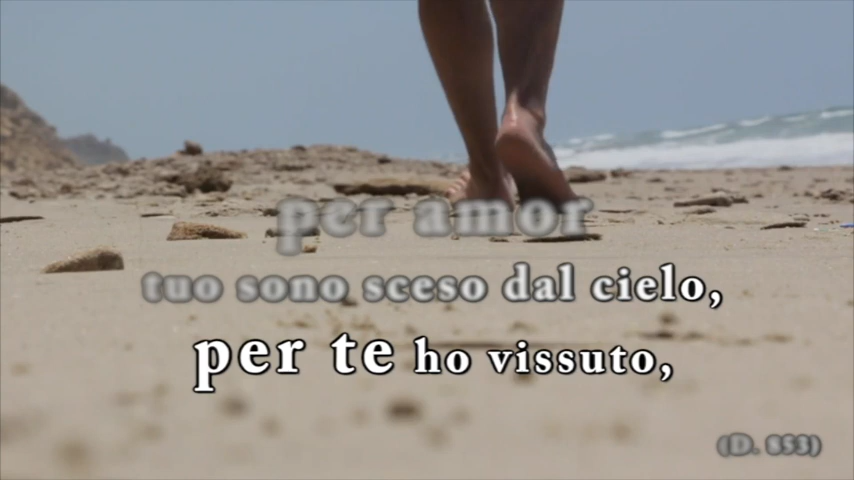 per amor
tuo sono sceso dal cielo,
per te ho vissuto,
(D. 853)